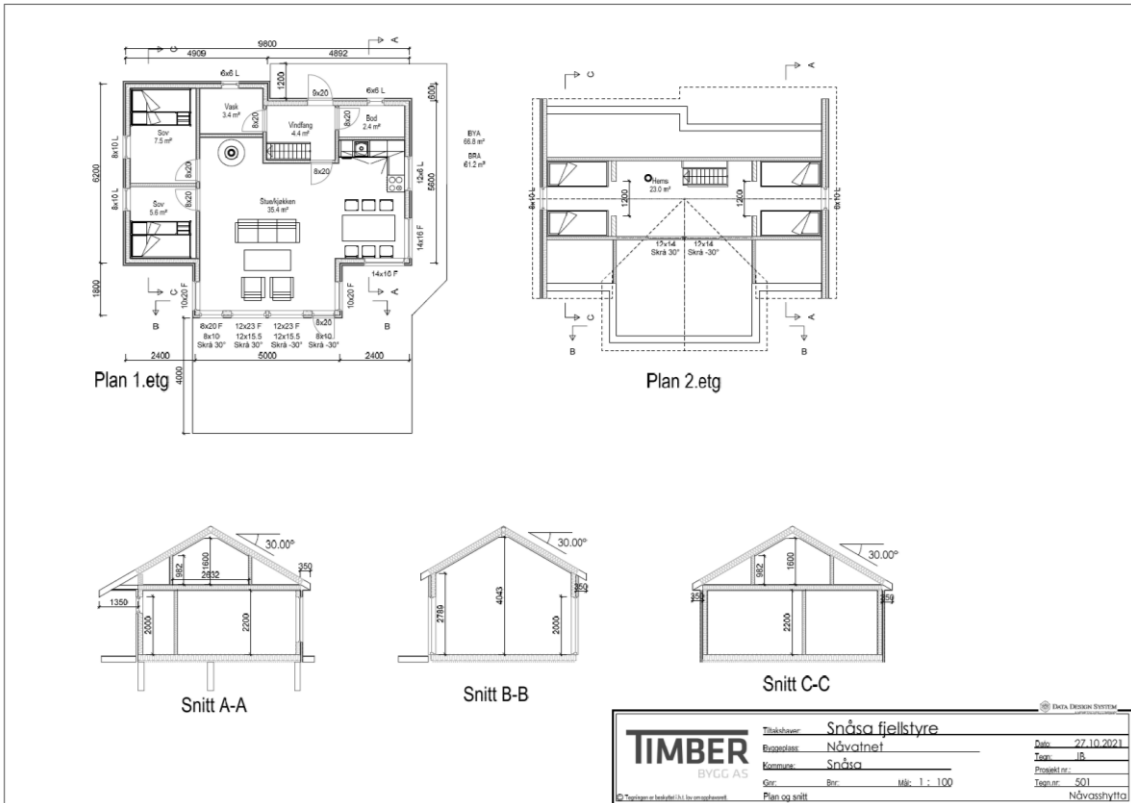 9800
4909
4892
C
A
6x6 L
1200
9x20
6x6 L
600
Vask
3.4 m²
8x20
Vindfang
4.4 m²
8x20
Bod
2.4 m²
Sov
7.5 m²
8x10 L
8x20
8x20
6200
12x6 L
5600
BYA
66.8 m²
BRA
61.2 m²
8x10 L
8x20
Sov
5.6 m²
Stue/kjøkken
35.4 m²
14x16 F
14x16 F
1800
C
A
10x20 F
10x20 F
B
B
8x20 F
8x10
Skrå 30°
12x23 F
12x15.5
Skrå 30°
12x23 F
12x15.5
Skrå -30°
8x20
8x10
Skrå -30°
2400
5000
2400
4000
Plan 1.etg
C
A
Hems
23.0 m²
1200
1200
12x14
Skrå 30°
12x14
Skrå -30°
C
A
B
B
Plan 2.etg
30.00°
982
1600
2632
350
1350
2000
2200
Snitt A-A
30.00°
2789
4043
350
2000
Snitt B-B
30.00°
982
1600
350
350
2200
Snitt C-C
DATA DESIGN SYSTEM
TIMBER
BYGG AS
© Tegningen er beskyttet i h.t. lov om opphavsrett.
Tiltakshaver: Snåsa fjellstyre
Byggeplass: Nåvatnet
Kommune: Snåsa
Gnr: Bnr: Mål: 1 : 100
Plan og snitt
Dato: 27.10.2021
Tegn: JB
Prosjekt nr.:
Tegn.nr: 501
Nåvasshytta